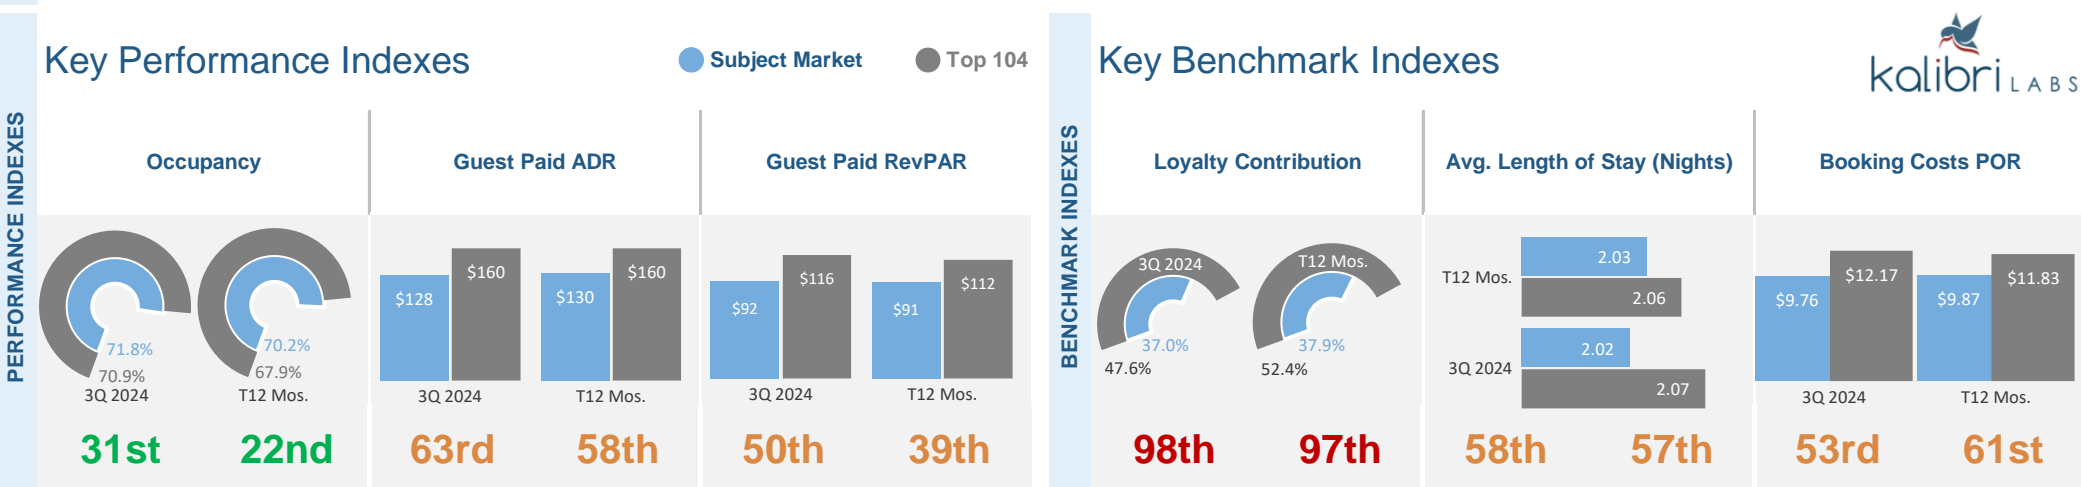 PERFORMANCE INDEXES
Key Performance Indexes
Subject Market
Top 104
Occupancy
Guest Paid ADR
Guest Paid RevPAR
71.8%
70.9%
3Q 2024
70.2%
67.9%
T12 Mos.
$128
$160
3Q 2024
$130
$160
T12 Mos.
$92
$116
3Q 2024
$91
$112
T12 Mos.
31st
22nd
63rd
58th
50th
39th
BENCHMARK INDEXES
Key Benchmark Indexes
kalibri LABS
Loyalty Contribution
Avg. Length of Stay (Nights)
Booking Costs POR
3Q 2024
37.0%
47.6%
T12 Mos.
37.9%
52.4%
T12 Mos.
2.03
2.06
3Q 2024
2.02
2.07
$9.76
$12.17
3Q 2024
$9.87
$11.83
T12 Mos.
98th
97th
58th
57th
53rd
61st